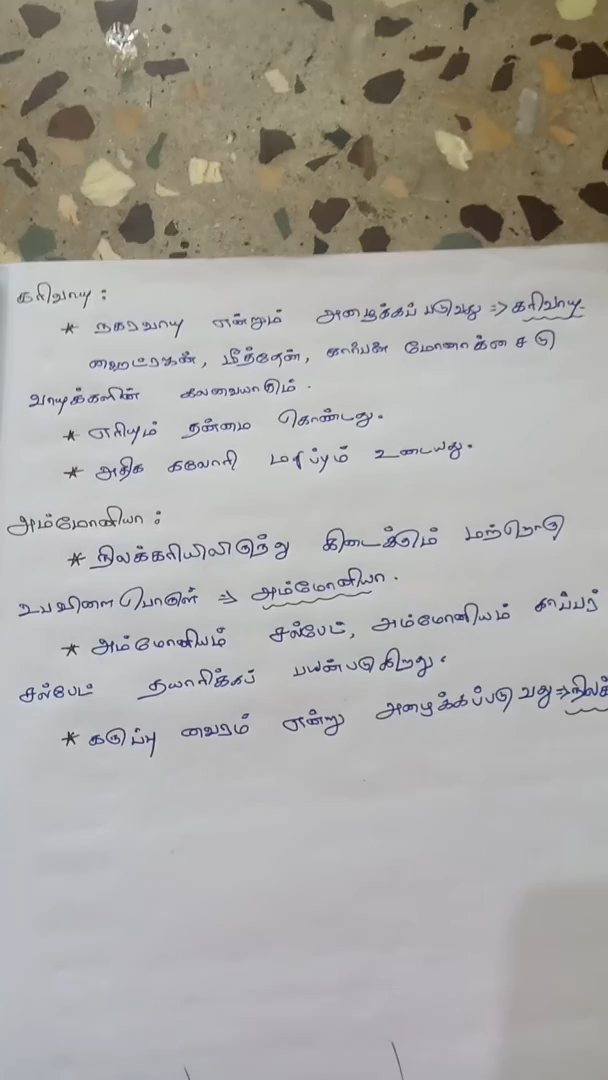 கரிவாயு :
* நகரவாயு என்றும் அழைக்கப்படுவது => கரிவாயு.
ஹைட்ரஜன், மீத்தேன், கார்பன் மோனாக்சைடு
வாயுக்களின் கலவையாகும்.
* எரியும் தன்மை கொண்டது.
* அதிக கலோரி மதிப்பும் உடையது.
அம்மோனியா :
* நிலக்கரியிலிருந்து கிடைக்கும் மற்றொரு
உபவிளை பொருள் => அம்மோனியா.
* அம்மோனியம் சல்பேட், அம்மோனியம் காப்பர்
சல்பேட் தயாரிக்கப் பயன்படுகிறது.
* கருப்பு வைரம் என்று அழைக்கப்படுவது =>